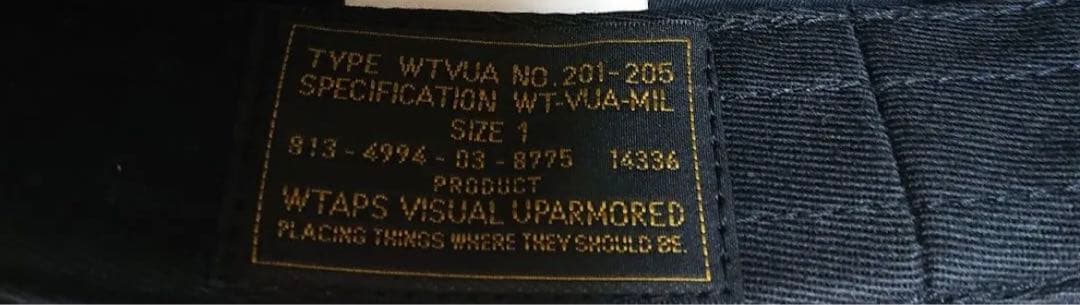 TYPE WTVUA NO.201-205
SPECIFICATION WT-VUA-MIL
SIZE 1
813-4994-03-8775 14336
PRODUCT
WTAPS VISUAL UPARMORED
PLACING THINGS WHERE THEY SHOULD BE.